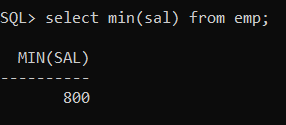 SQL> select min(sal) from emp;
MIN(SAL)
----------
800